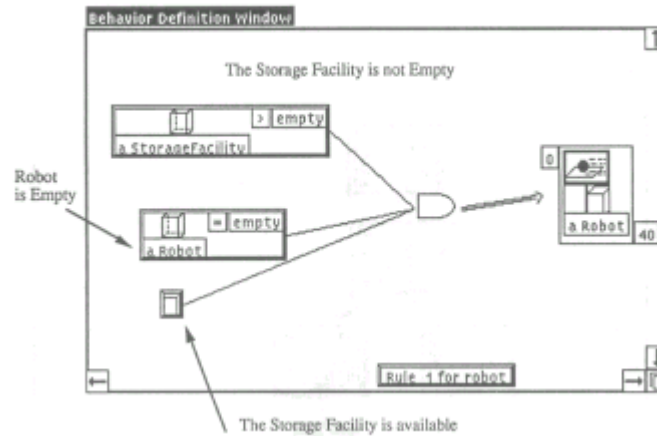 Behavior Definition Window
The Storage Facility is not Empty
> empty
a StorageFacility
Robot
is Empty
= empty
a Robot
0
a Robot
40
Rule 1 for robot
The Storage Facility is available